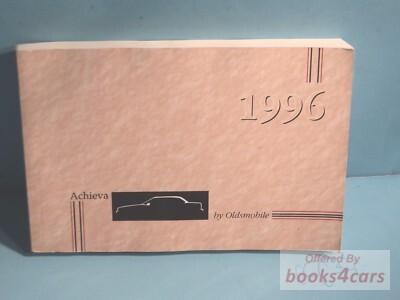 1996
Achieva
by Oldsmobile
Offered By
books4cars